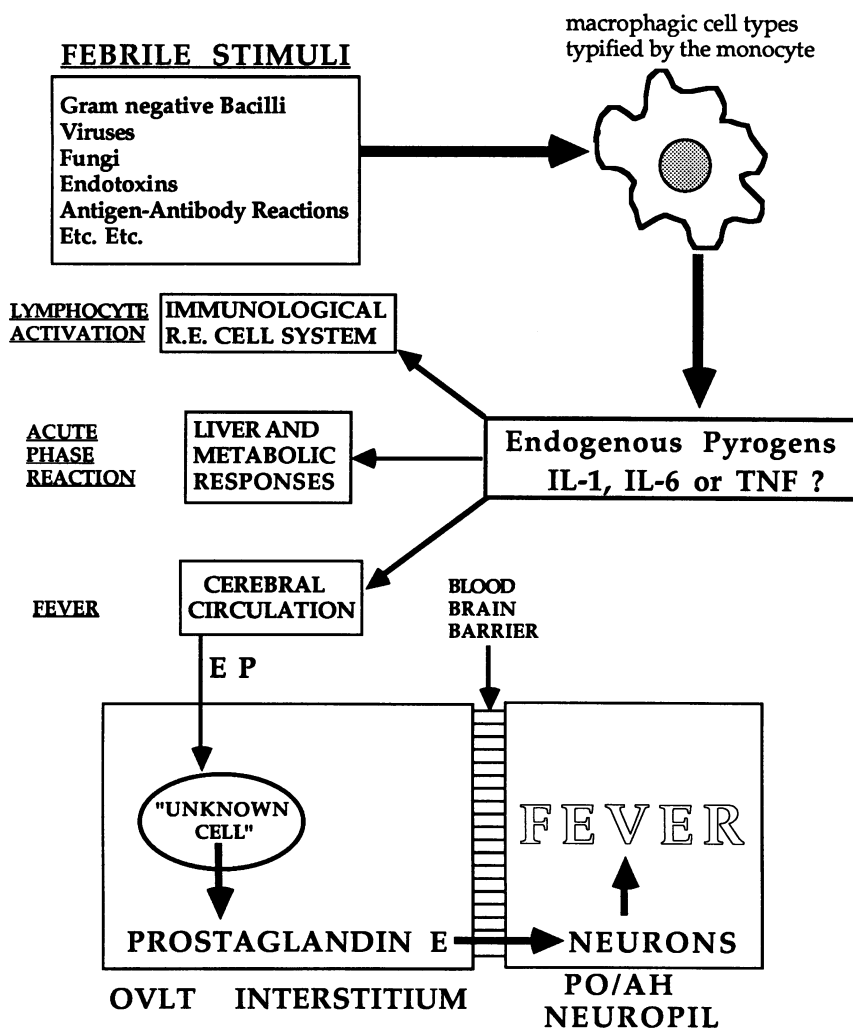 macrophagic cell types
typified by the monocyte
FEBRILE STIMULI
Gram negative Bacilli
Viruses
Fungi
Endotoxins
Antigen-Antibody Reactions
Etc. Etc.
LYMPHOCYTE
ACTIVATION
IMMUNOLOGICAL
R.E. CELL SYSTEM
ACUTE
PHASE
REACTION
LIVER AND
METABOLIC
RESPONSES
Endogenous Pyrogens
IL-1, IL-6 or TNF ?
FEVER
CEREBRAL
CIRCULATION
BLOOD
BRAIN
BARRIER
E P
"UNKNOWN
CELL"
FEVER
PROSTAGLANDIN E
NEURONS
OVLT INTERSTITIUM
PO/AH
NEUROPIL